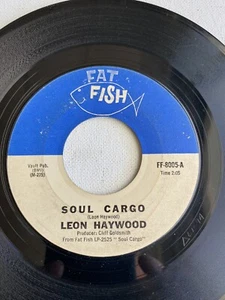 FAT
FISH
FF-8005-A
Time 2:05
SOUL CARGO
(Leon Haywood)
LEON HAYWOOD
Producer: Cliff Goldsmith
From Fat Fish LP-2525 "Soul Cargo"